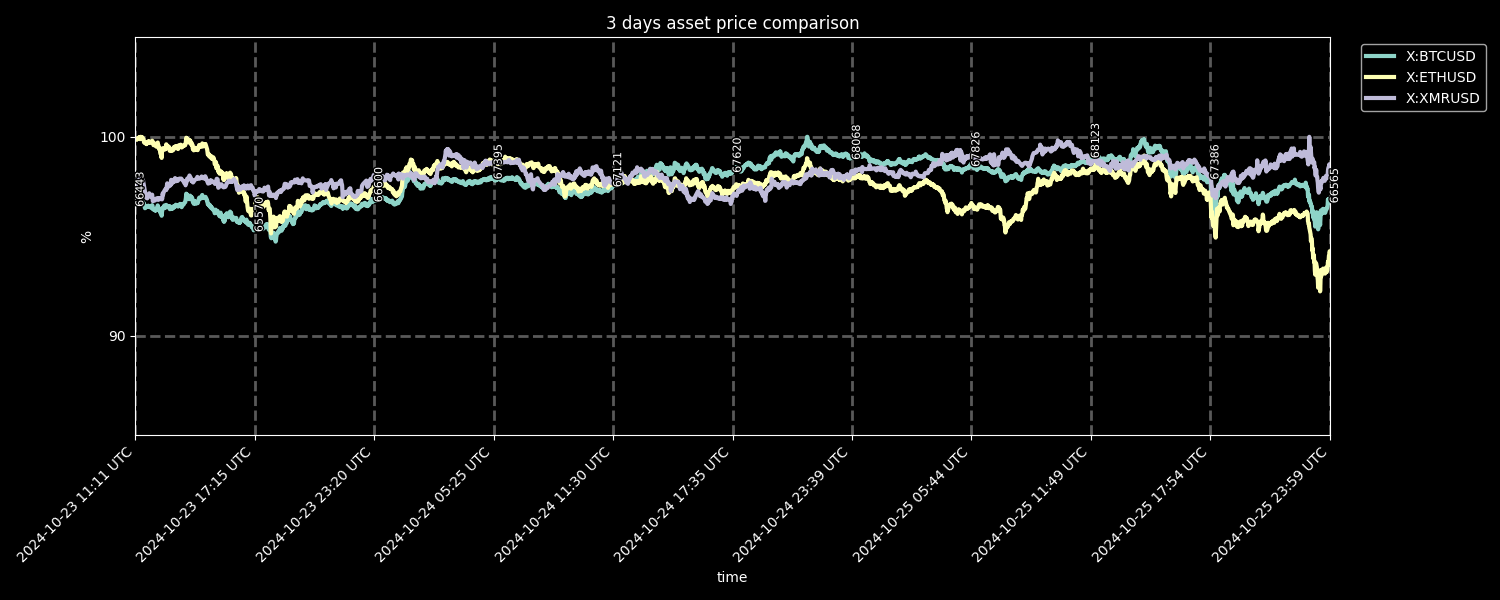 3 days asset price comparison
X:BTCUSD
X:ETHUSD
X:XMRUSD
100
90
%
66443
65570
66600
67395
67121
67620
68068
67826
68123
67386
66565
2024-10-23 11:11 UTC
2024-10-23 17:15 UTC
2024-10-23 23:20 UTC
2024-10-24 05:25 UTC
2024-10-24 11:30 UTC
2024-10-24 17:35 UTC
2024-10-24 23:39 UTC
2024-10-25 05:44 UTC
2024-10-25 11:49 UTC
2024-10-25 17:54 UTC
2024-10-25 23:59 UTC
time